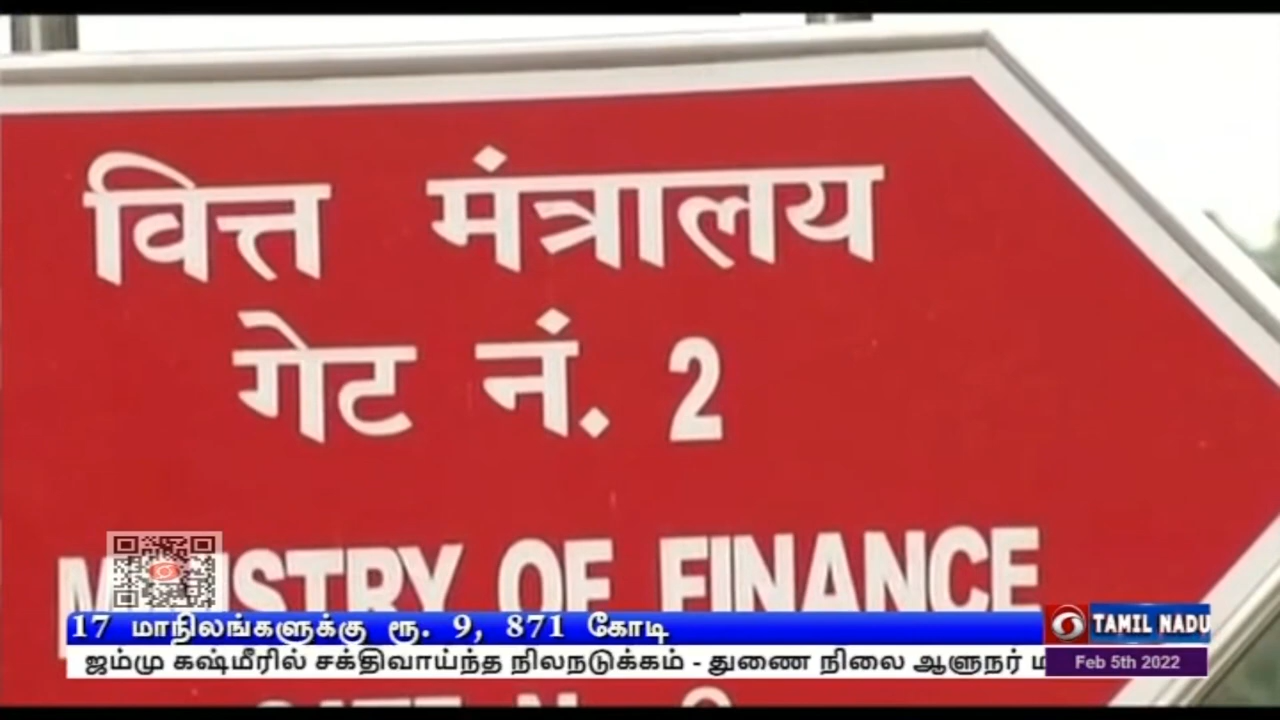 वित्त मंत्रालय
गेट नं. 2
MINISTRY OF FINANCE
17 மாநிலங்களுக்கு ரூ. 9, 871 கோடி
TAMIL NADU
ஜம்மு கஷ்மீரில் சக்திவாய்ந்த நிலநடுக்கம் - துணை நிலை ஆளுநர்
Feb 5th 2022